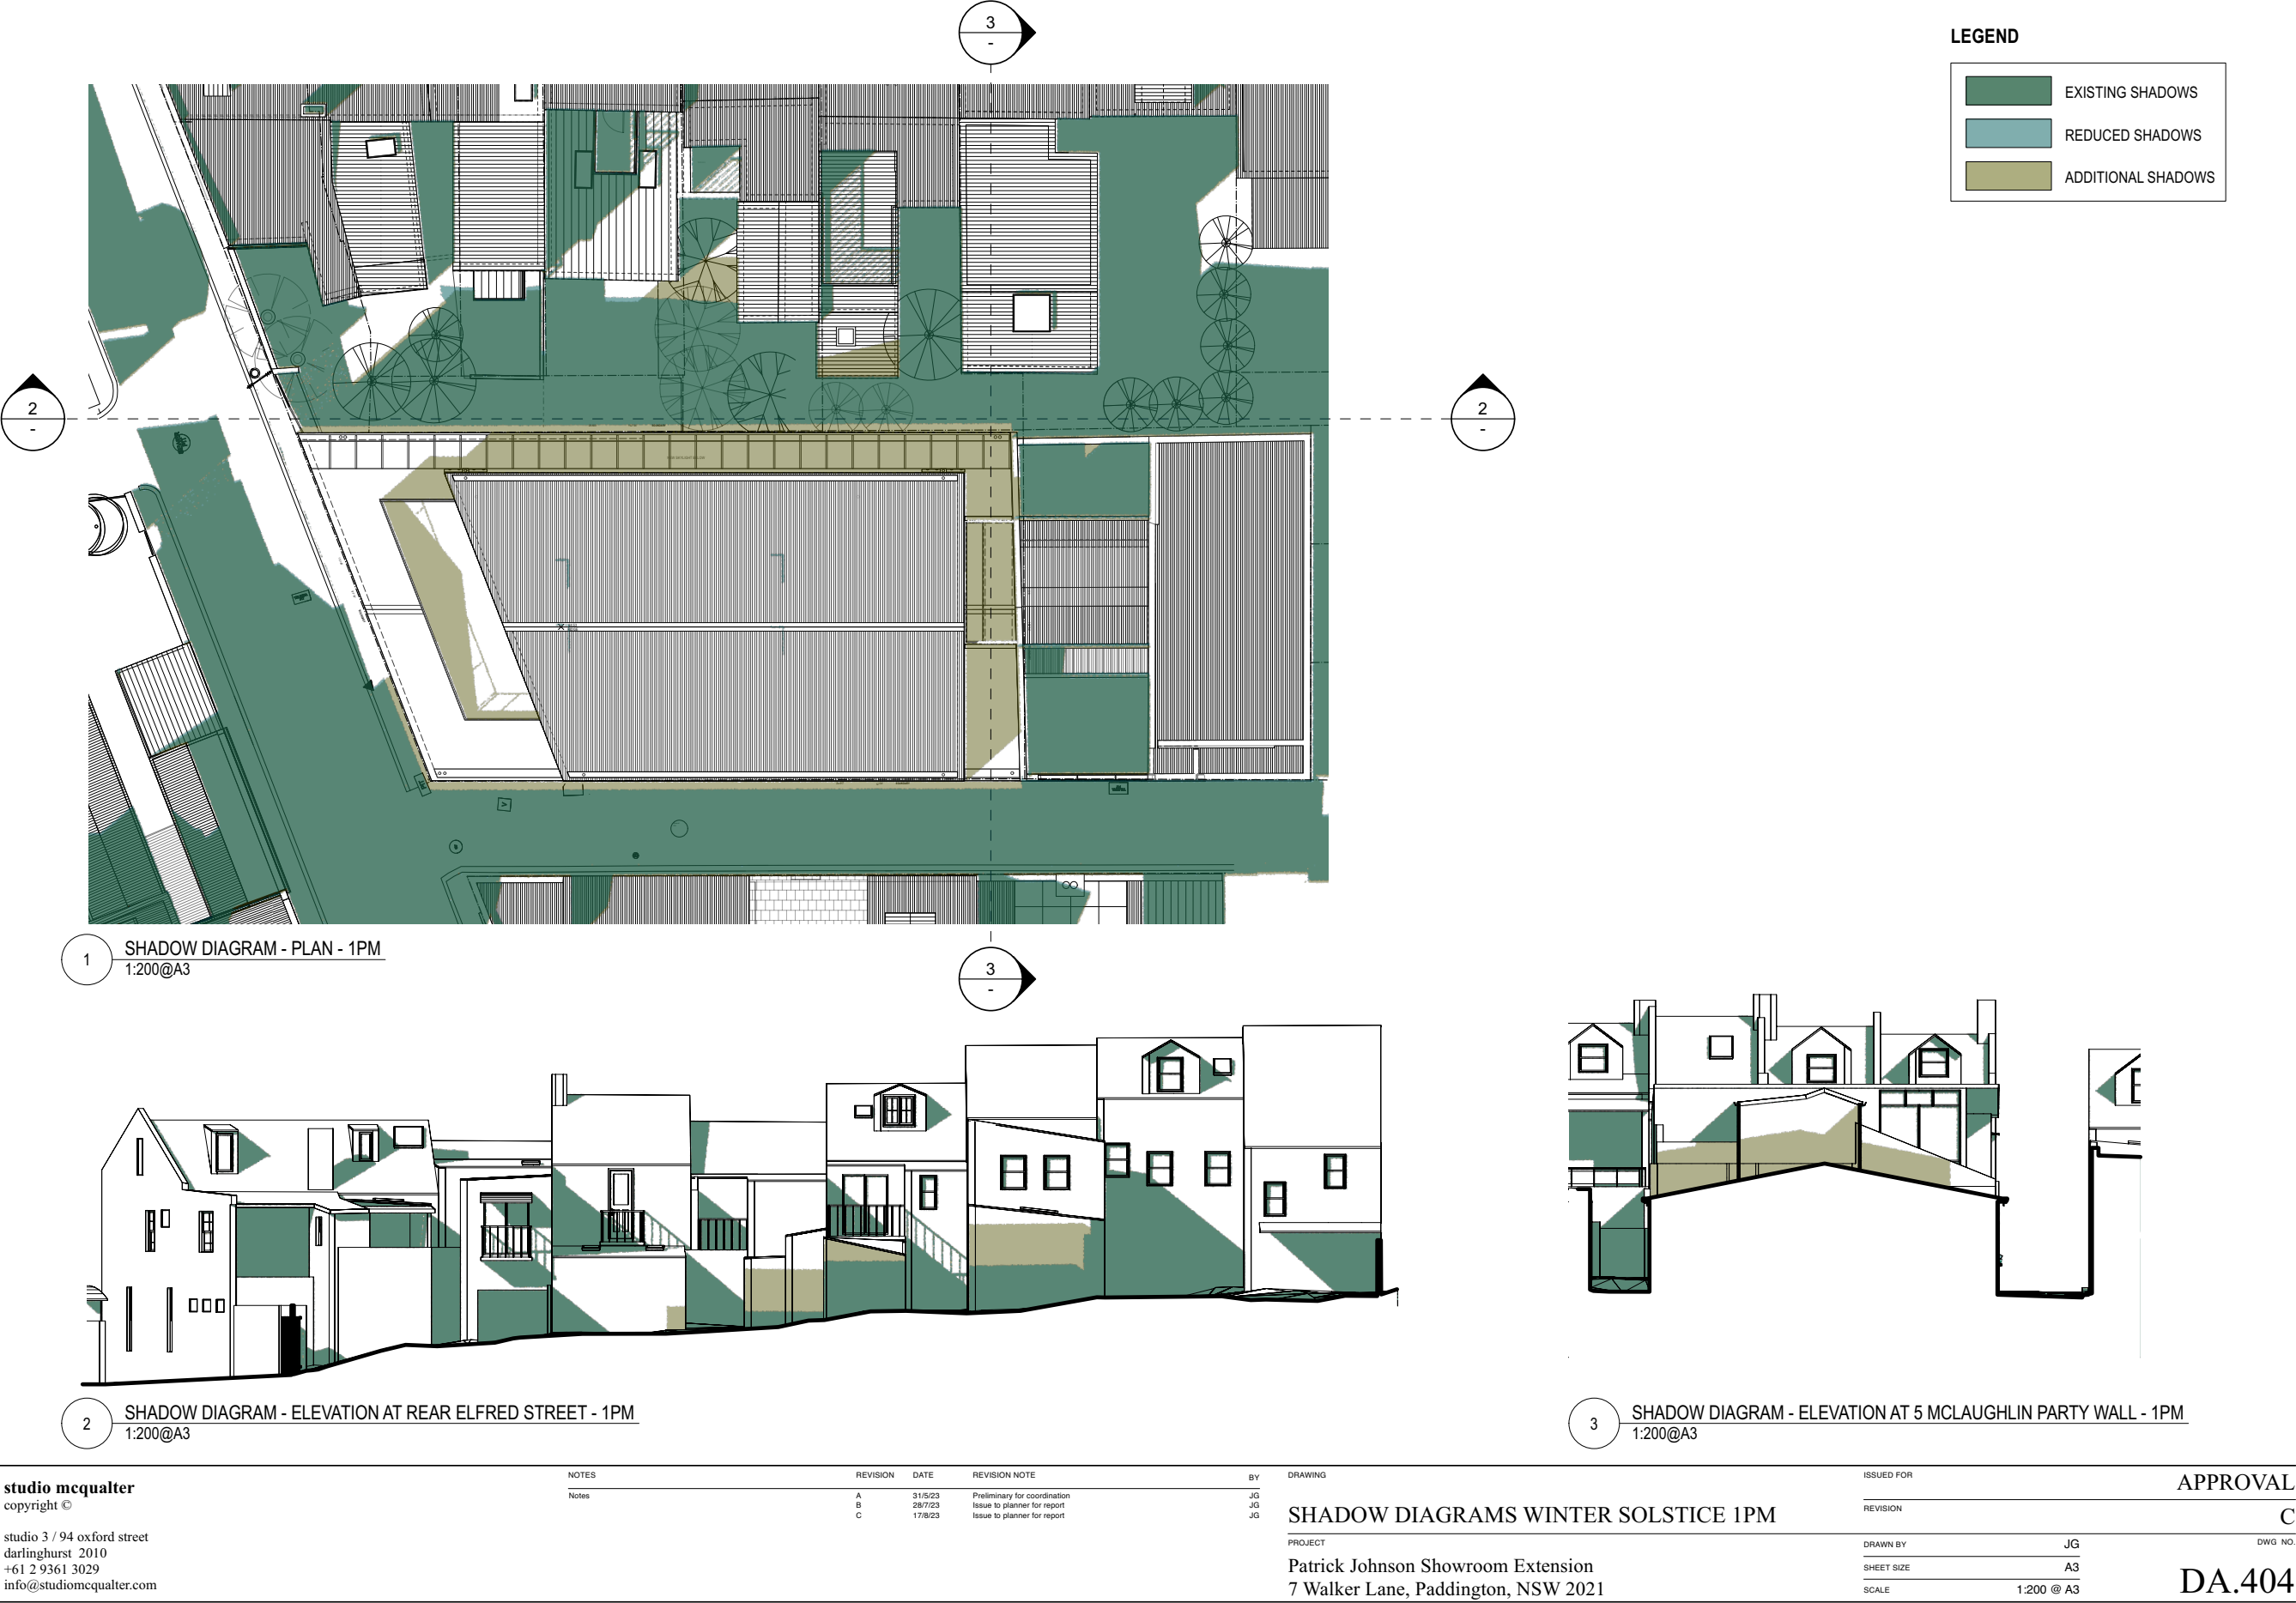 3
-
LEGEND
EXISTING SHADOWS
REDUCED SHADOWS
ADDITIONAL SHADOWS
2
-
2
-
1
SHADOW DIAGRAM - PLAN - 1PM
1:200@A3
3
-
2
SHADOW DIAGRAM - ELEVATION AT REAR ELFRED STREET - 1PM
1:200@A3
3
SHADOW DIAGRAM - ELEVATION AT 5 MCLAUGHLIN PARTY WALL - 1PM
1:200@A3
studio mcqualter
copyright ©
studio 3 / 94 oxford street
darlinghurst 2010
+61 2 9361 3029
info@studiomcqualter.com
NOTES
Notes
REVISION DATE REVISION NOTE BY
A 31/5/23 Preliminary for coordination JG
B 28/7/23 Issue to planner for report JG
C 17/8/23 Issue to planner for report JG
DRAWING
SHADOW DIAGRAMS WINTER SOLSTICE 1PM
PROJECT
Patrick Johnson Showroom Extension
7 Walker Lane, Paddington, NSW 2021
ISSUED FOR APPROVAL
REVISION C
DRAWN BY JG
SHEET SIZE A3
SCALE 1:200 @ A3
DWG NO.
DA.404